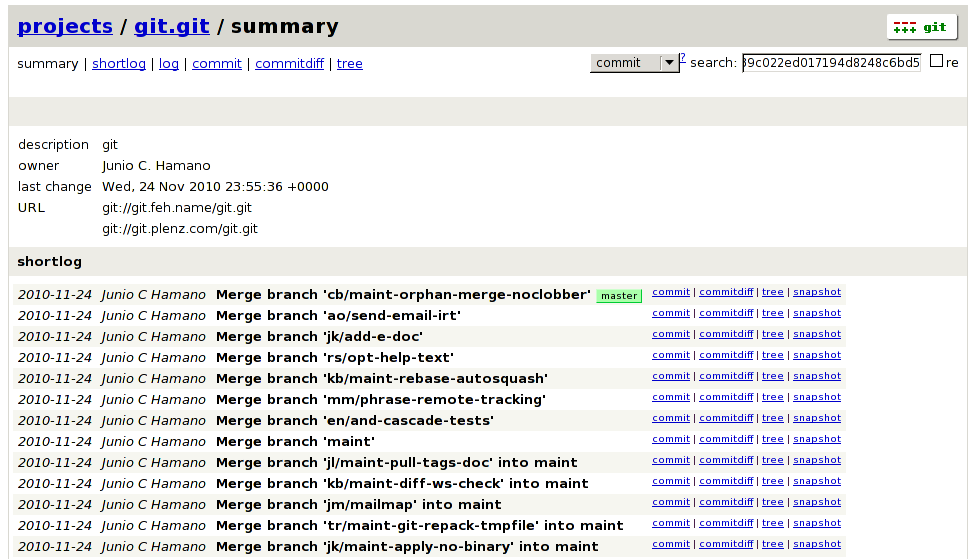 projects / git.git / summary
git
summary | shortlog | log | commit | commitdiff | tree
commit ? search: 39c022ed017194d8248c6bd5 re
description git
owner Junio C. Hamano
last change Wed, 24 Nov 2010 23:55:36 +0000
URL git://git.feh.name/git.git
git://git.plenz.com/git.git
shortlog
2010-11-24 Junio C Hamano Merge branch 'cb/maint-orphan-merge-noclobber' master commit | commitdiff | tree | snapshot
2010-11-24 Junio C Hamano Merge branch 'ao/send-email-irt' commit | commitdiff | tree | snapshot
2010-11-24 Junio C Hamano Merge branch 'jk/add-e-doc' commit | commitdiff | tree | snapshot
2010-11-24 Junio C Hamano Merge branch 'rs/opt-help-text' commit | commitdiff | tree | snapshot
2010-11-24 Junio C Hamano Merge branch 'kb/maint-rebase-autosquash' commit | commitdiff | tree | snapshot
2010-11-24 Junio C Hamano Merge branch 'mm/phrase-remote-tracking' commit | commitdiff | tree | snapshot
2010-11-24 Junio C Hamano Merge branch 'en/and-cascade-tests' commit | commitdiff | tree | snapshot
2010-11-24 Junio C Hamano Merge branch 'maint' commit | commitdiff | tree | snapshot
2010-11-24 Junio C Hamano Merge branch 'jl/maint-pull-tags-doc' into maint commit | commitdiff | tree | snapshot
2010-11-24 Junio C Hamano Merge branch 'kb/maint-diff-ws-check' into maint commit | commitdiff | tree | snapshot
2010-11-24 Junio C Hamano Merge branch 'jm/mailmap' into maint commit | commitdiff | tree | snapshot
2010-11-24 Junio C Hamano Merge branch 'tr/maint-git-repack-tmpfile' into maint commit | commitdiff | tree | snapshot
2010-11-24 Junio C Hamano Merge branch 'jk/maint-apply-no-binary' into maint commit | commitdiff | tree | snapshot